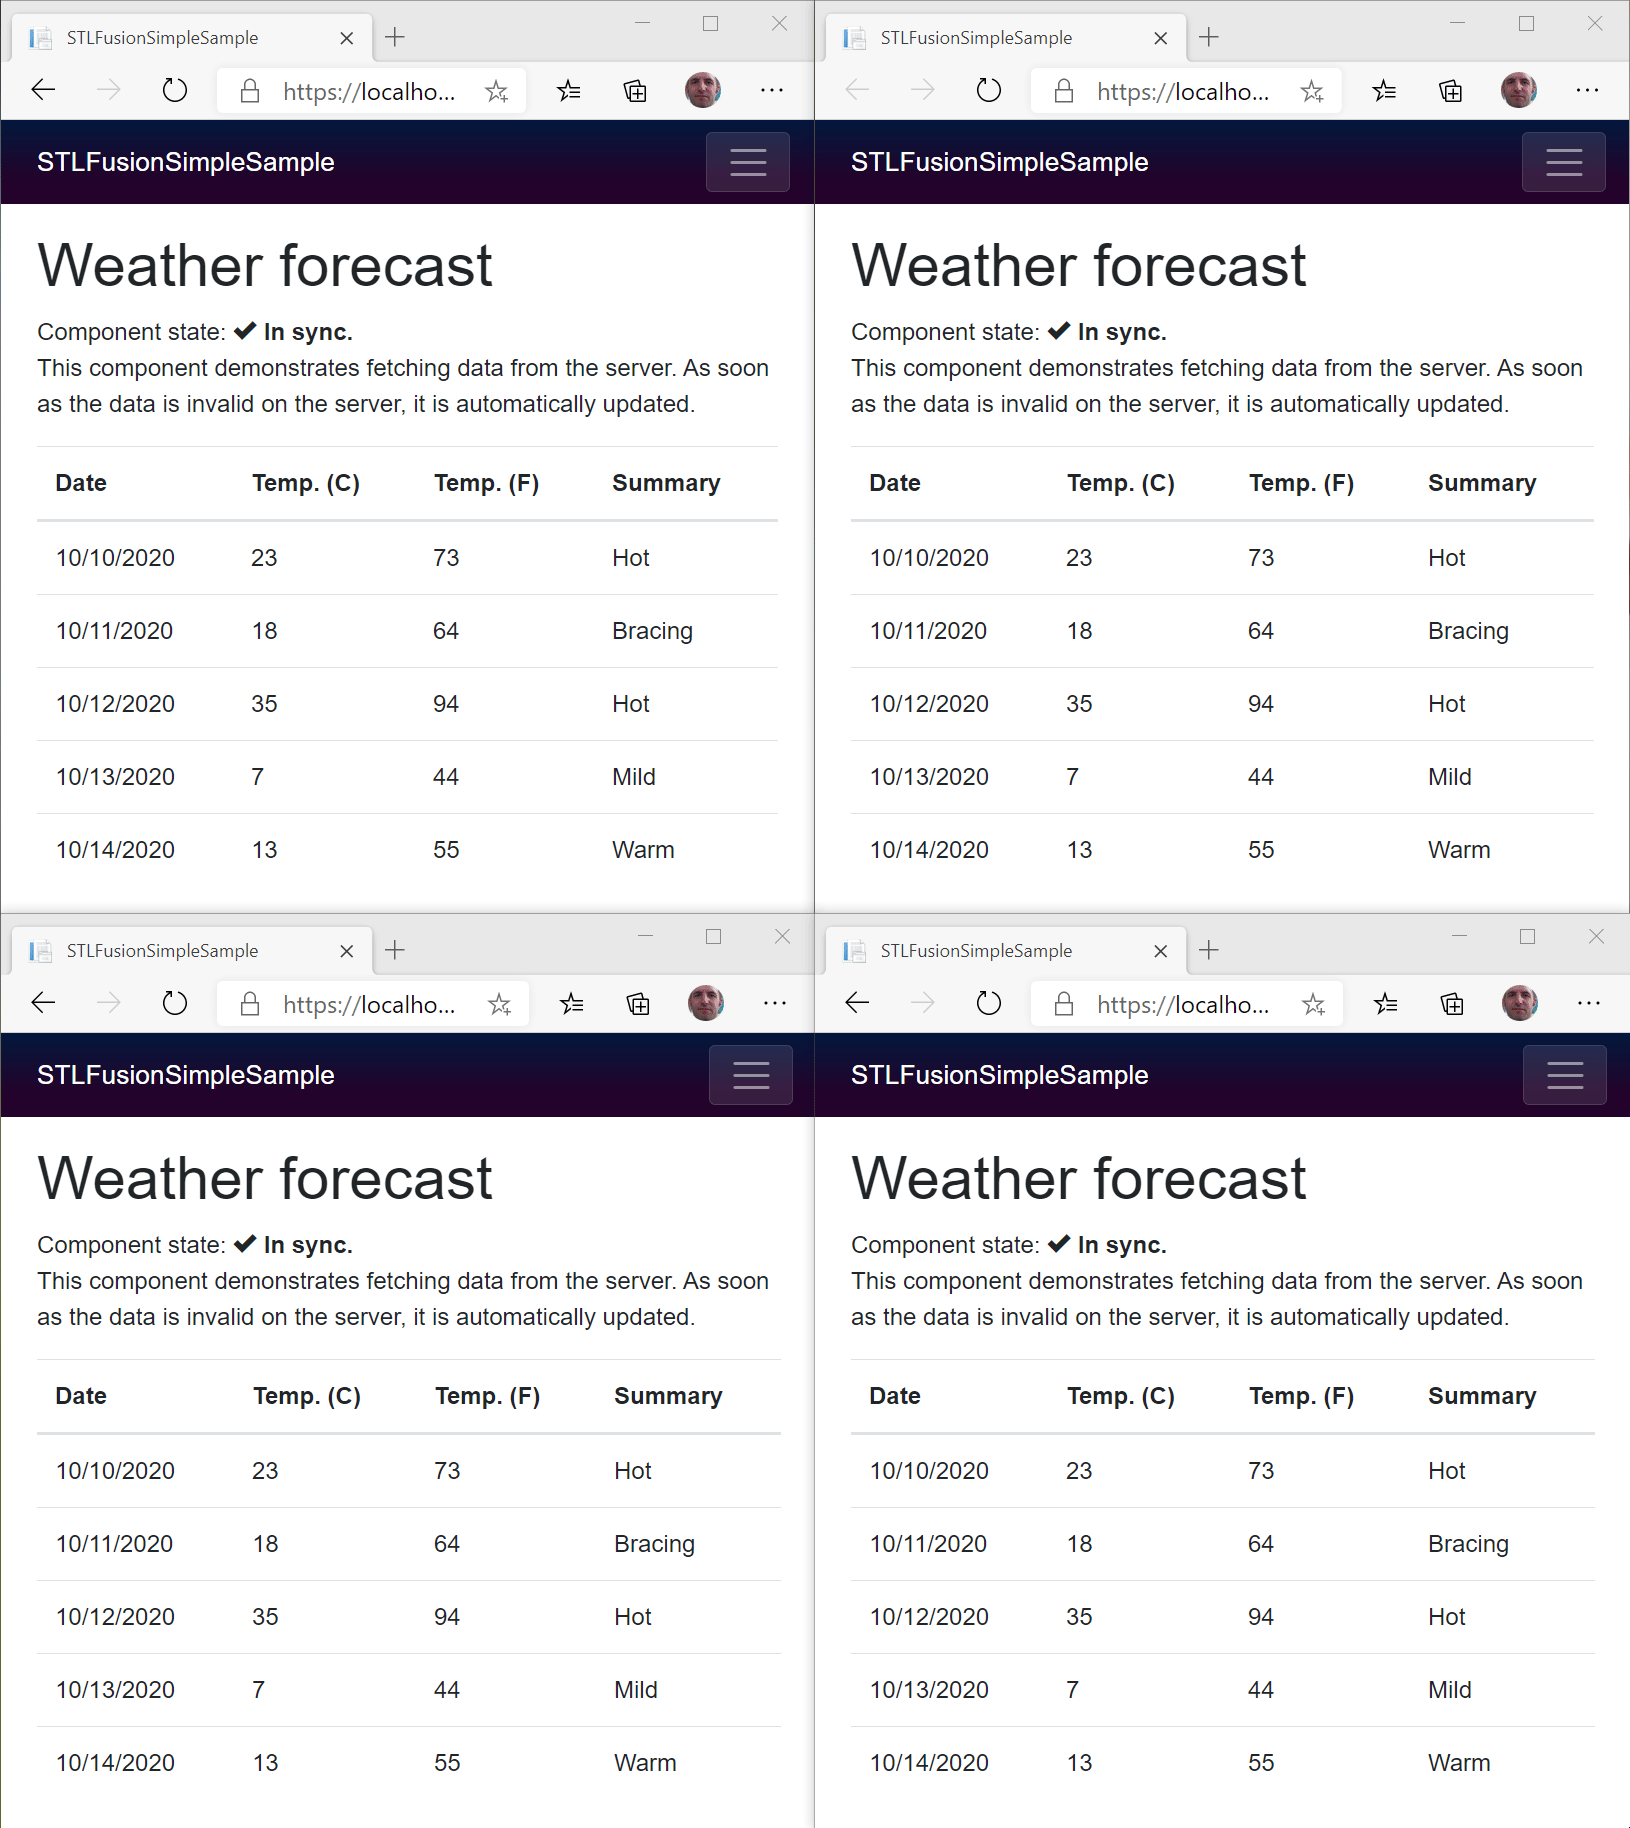 STLFusionSimpleSample
https://localho...
STLFusionSimpleSample
Weather forecast
Component state: ✔ In sync.
This component demonstrates fetching data from the server. As soon
as the data is invalid on the server, it is automatically updated.
Date Temp. (C) Temp. (F) Summary
10/10/2020 23 73 Hot
10/11/2020 18 64 Bracing
10/12/2020 35 94 Hot
10/13/2020 7 44 Mild
10/14/2020 13 55 Warm
STLFusionSimpleSample
https://localho...
STLFusionSimpleSample
Weather forecast
Component state: ✔ In sync.
This component demonstrates fetching data from the server. As soon
as the data is invalid on the server, it is automatically updated.
Date Temp. (C) Temp. (F) Summary
10/10/2020 23 73 Hot
10/11/2020 18 64 Bracing
10/12/2020 35 94 Hot
10/13/2020 7 44 Mild
10/14/2020 13 55 Warm
STLFusionSimpleSample
https://localho...
STLFusionSimpleSample
Weather forecast
Component state: ✔ In sync.
This component demonstrates fetching data from the server. As soon
as the data is invalid on the server, it is automatically updated.
Date Temp. (C) Temp. (F) Summary
10/10/2020 23 73 Hot
10/11/2020 18 64 Bracing
10/12/2020 35 94 Hot
10/13/2020 7 44 Mild
10/14/2020 13 55 Warm
STLFusionSimpleSample
https://localho...
STLFusionSimpleSample
Weather forecast
Component state: ✔ In sync.
This component demonstrates fetching data from the server. As soon
as the data is invalid on the server, it is automatically updated.
Date Temp. (C) Temp. (F) Summary
10/10/2020 23 73 Hot
10/11/2020 18 64 Bracing
10/12/2020 35 94 Hot
10/13/2020 7 44 Mild
10/14/2020 13 55 Warm